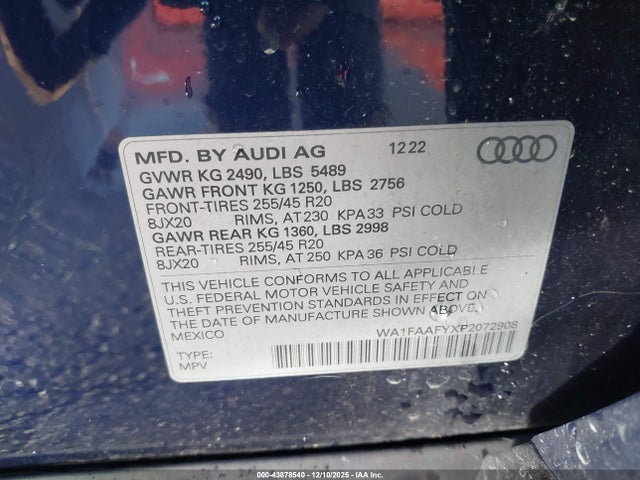 MFD. BY AUDI AG 12 22
GVWR KG 2490, LBS 5489
GAWR FRONT KG 1250, LBS 2756
FRONT-TIRES 255/45 R20
8JX20 RIMS, AT 230 KPA 33 PSI COLD
GAWR REAR KG 1360, LBS 2998
REAR-TIRES 255/45 R20
8JX20 RIMS, AT 250 KPA 36 PSI COLD
THIS VEHICLE CONFORMS TO ALL APPLICABLE
U.S. FEDERAL MOTOR VEHICLE SAFETY AND
THEFT PREVENTION STANDARDS IN EFFECT ON
THE DATE OF MANUFACTURE SHOWN ABOVE.
MEXICO
WA1FAAFYXP2072908
TYPE:
MPV
000-43878540 - 12/10/2025 - IAAI.COM